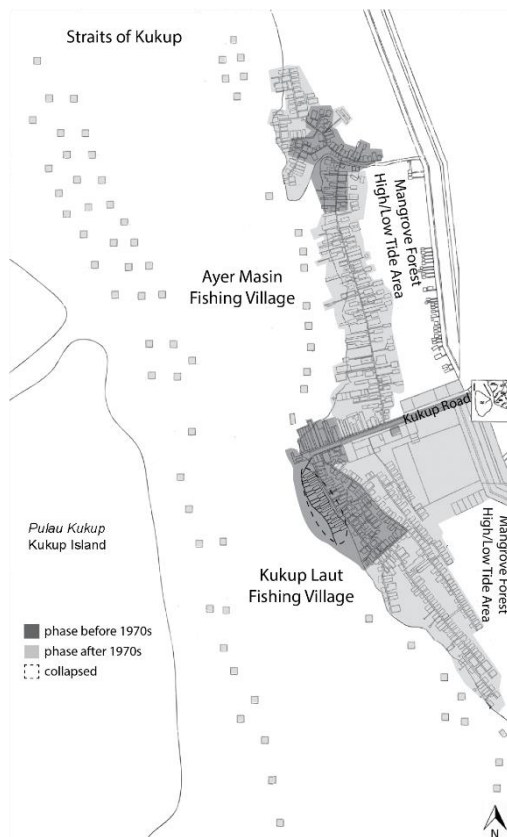 Straits of Kukup
Mangrove Forest
High/Low Tide Area
Ayer Masin
Fishing Village
Kukup Road
Pulau Kukup
Kukup Island
Mangrove Forest
High/Low Tide Area
Kukup Laut
Fishing Village
phase before 1970s
phase after 1970s
collapsed
N